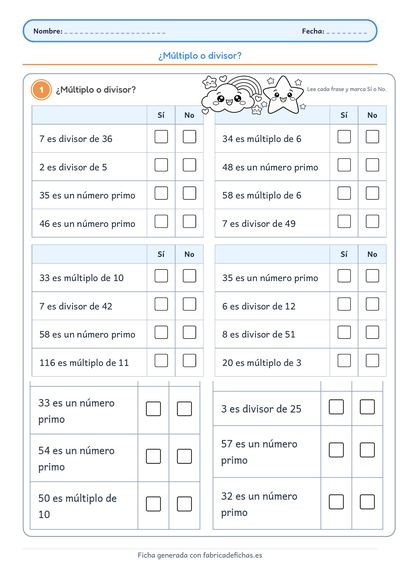 Nombre: Fecha:
¿Múltiplo o divisor?
1 ¿Múltiplo o divisor? Lee cada frase y marca Sí o No.
Sí No
7 es divisor de 36
2 es divisor de 5
35 es un número primo
46 es un número primo
Sí No
34 es múltiplo de 6
48 es un número primo
58 es múltiplo de 6
7 es divisor de 49
Sí No
33 es múltiplo de 10
7 es divisor de 42
58 es un número primo
116 es múltiplo de 11
Sí No
35 es un número primo
6 es divisor de 12
8 es divisor de 51
20 es múltiplo de 3
33 es un número
primo
54 es un número
primo
50 es múltiplo de
10
3 es divisor de 25
57 es un número
primo
32 es un número
primo
Ficha generada con fabricadefichas.es